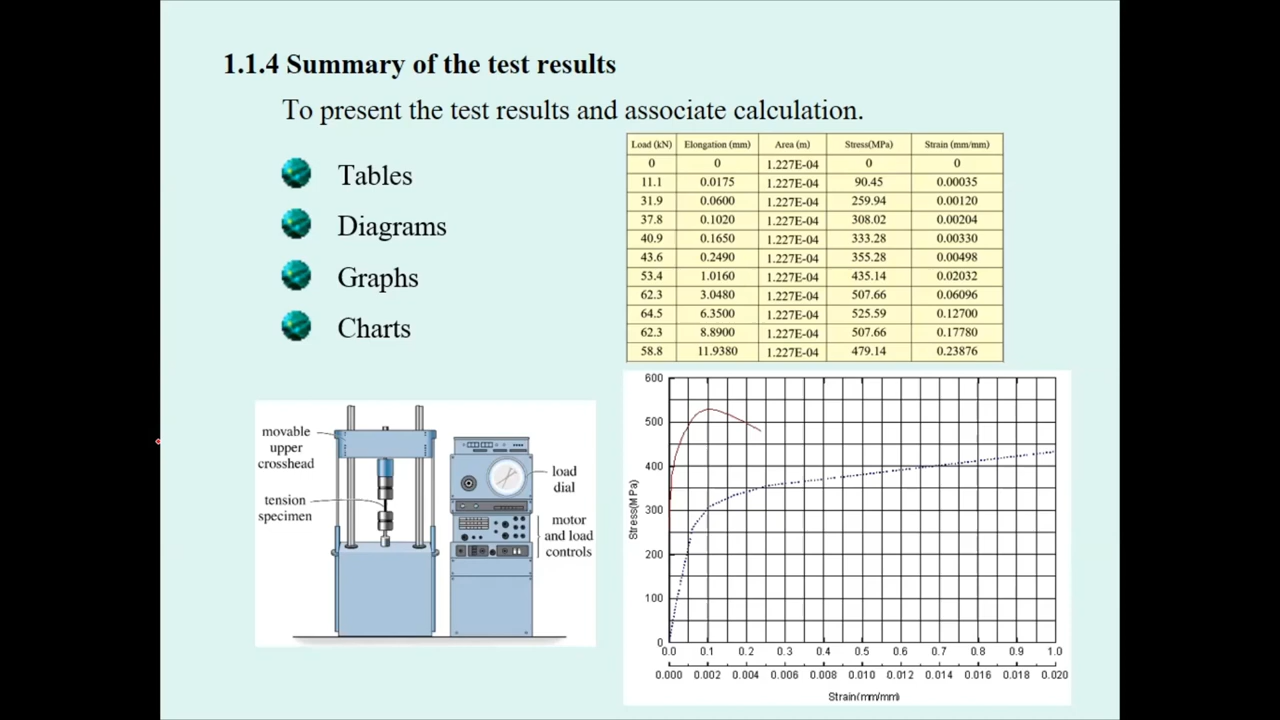 1.1.4 Summary of the test results
To present the test results and associate calculation.
Tables
Diagrams
Graphs
Charts
Load (kN) Elongation (mm) Area (m) Stress(MPa) Strain (mm/mm)
0 0 1.227E-04 0 0
11.1 0.0175 1.227E-04 90.45 0.00035
31.9 0.0600 1.227E-04 259.94 0.00120
37.8 0.1020 1.227E-04 308.02 0.00204
40.9 0.1650 1.227E-04 333.28 0.00330
43.6 0.2490 1.227E-04 355.28 0.00498
53.4 1.0160 1.227E-04 435.14 0.02032
62.3 3.0480 1.227E-04 507.66 0.06096
64.5 6.3500 1.227E-04 525.59 0.12700
62.3 8.8900 1.227E-04 507.66 0.17780
58.8 11.9380 1.227E-04 479.14 0.23876
movable
upper
crosshead
tension
specimen
load
dial
motor
and load
controls
600
500
400
300
200
100
0
Stress(MPa)
0.0 0.1 0.2 0.3 0.4 0.5 0.6 0.7 0.8 0.9 1.0
0.000 0.002 0.004 0.006 0.008 0.010 0.012 0.014 0.016 0.018 0.020
Strain(mm/mm)